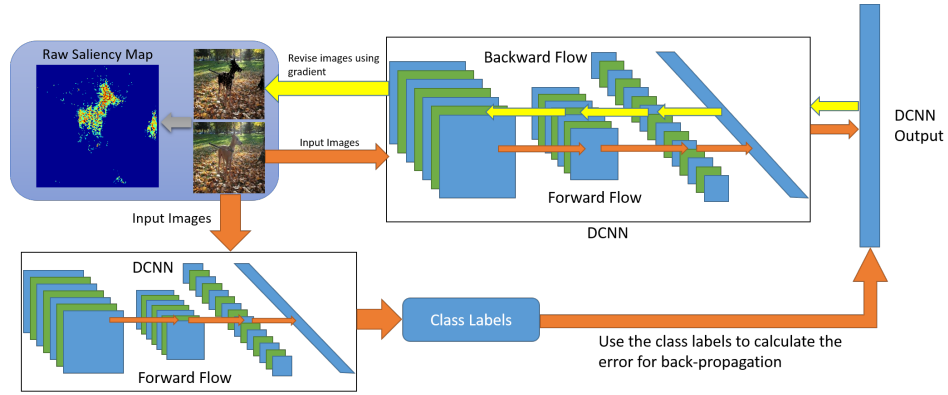 Raw Saliency Map
Revise images using
gradient
Backward Flow
Input Images
Forward Flow
DCNN
DCNN
Output
Input Images
DCNN
Forward Flow
Class Labels
Use the class labels to calculate the
error for back-propagation